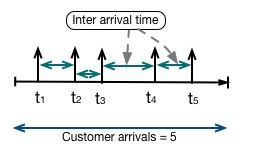 Inter arrival time
t1 t2 t3 t4 t5
Customer arrivals = 5